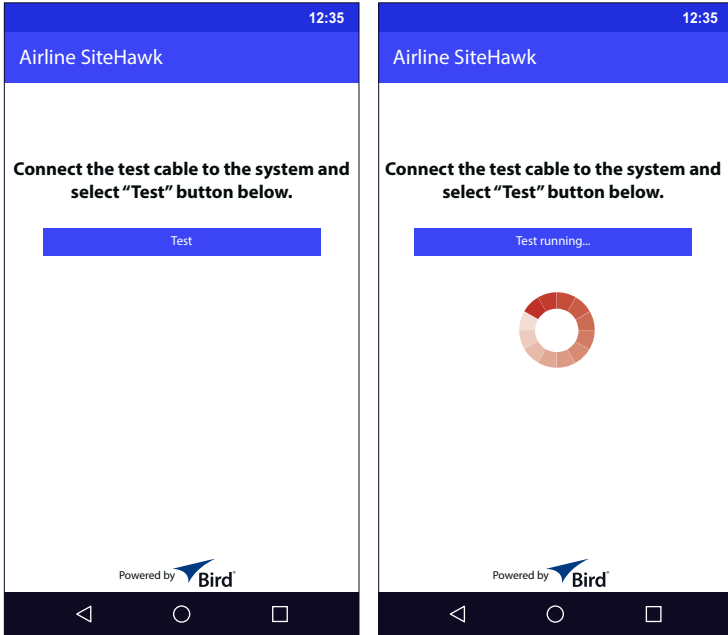 12:35
Airline SiteHawk
Connect the test cable to the system and
select “Test” button below.
Test
Powered by Bird®
12:35
Airline SiteHawk
Connect the test cable to the system and
select “Test” button below.
Test running...
Powered by Bird®